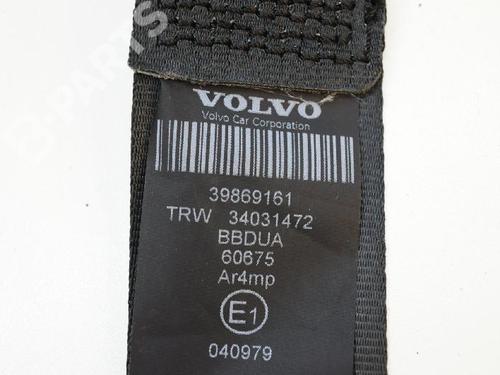 VOLVO
Volvo Car Corporation
39869161
TRW 34031472
BBDUA
60675
Ar4mp
E1
040979